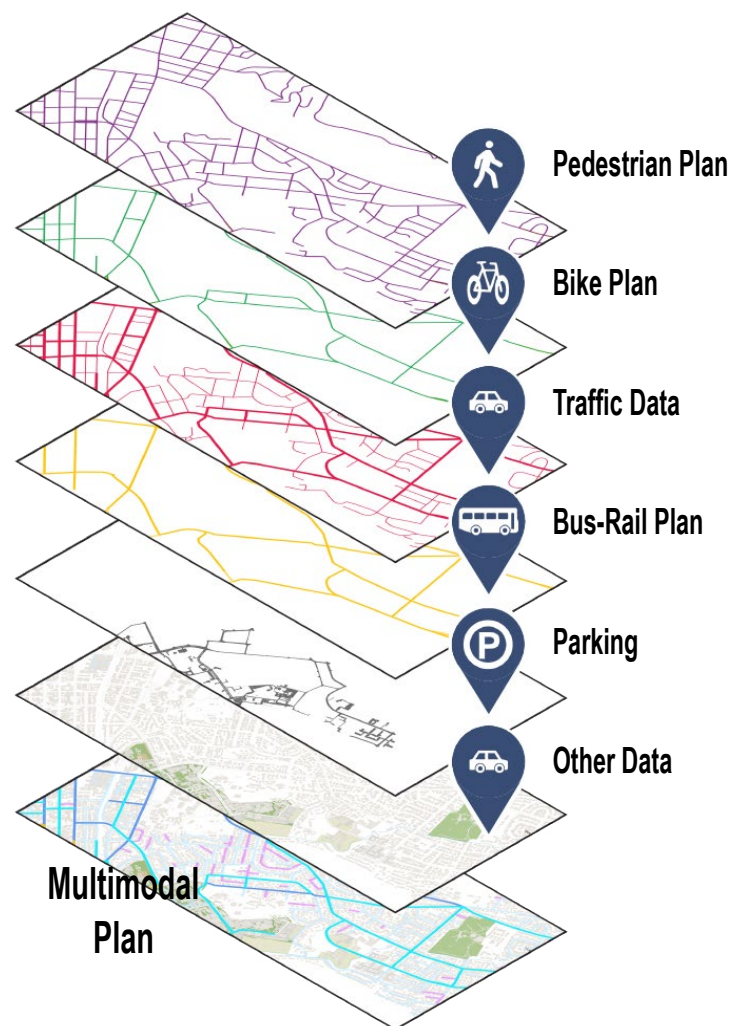 Pedestrian Plan
Bike Plan
Traffic Data
Bus-Rail Plan
P
Parking
Other Data
Multimodal
Plan